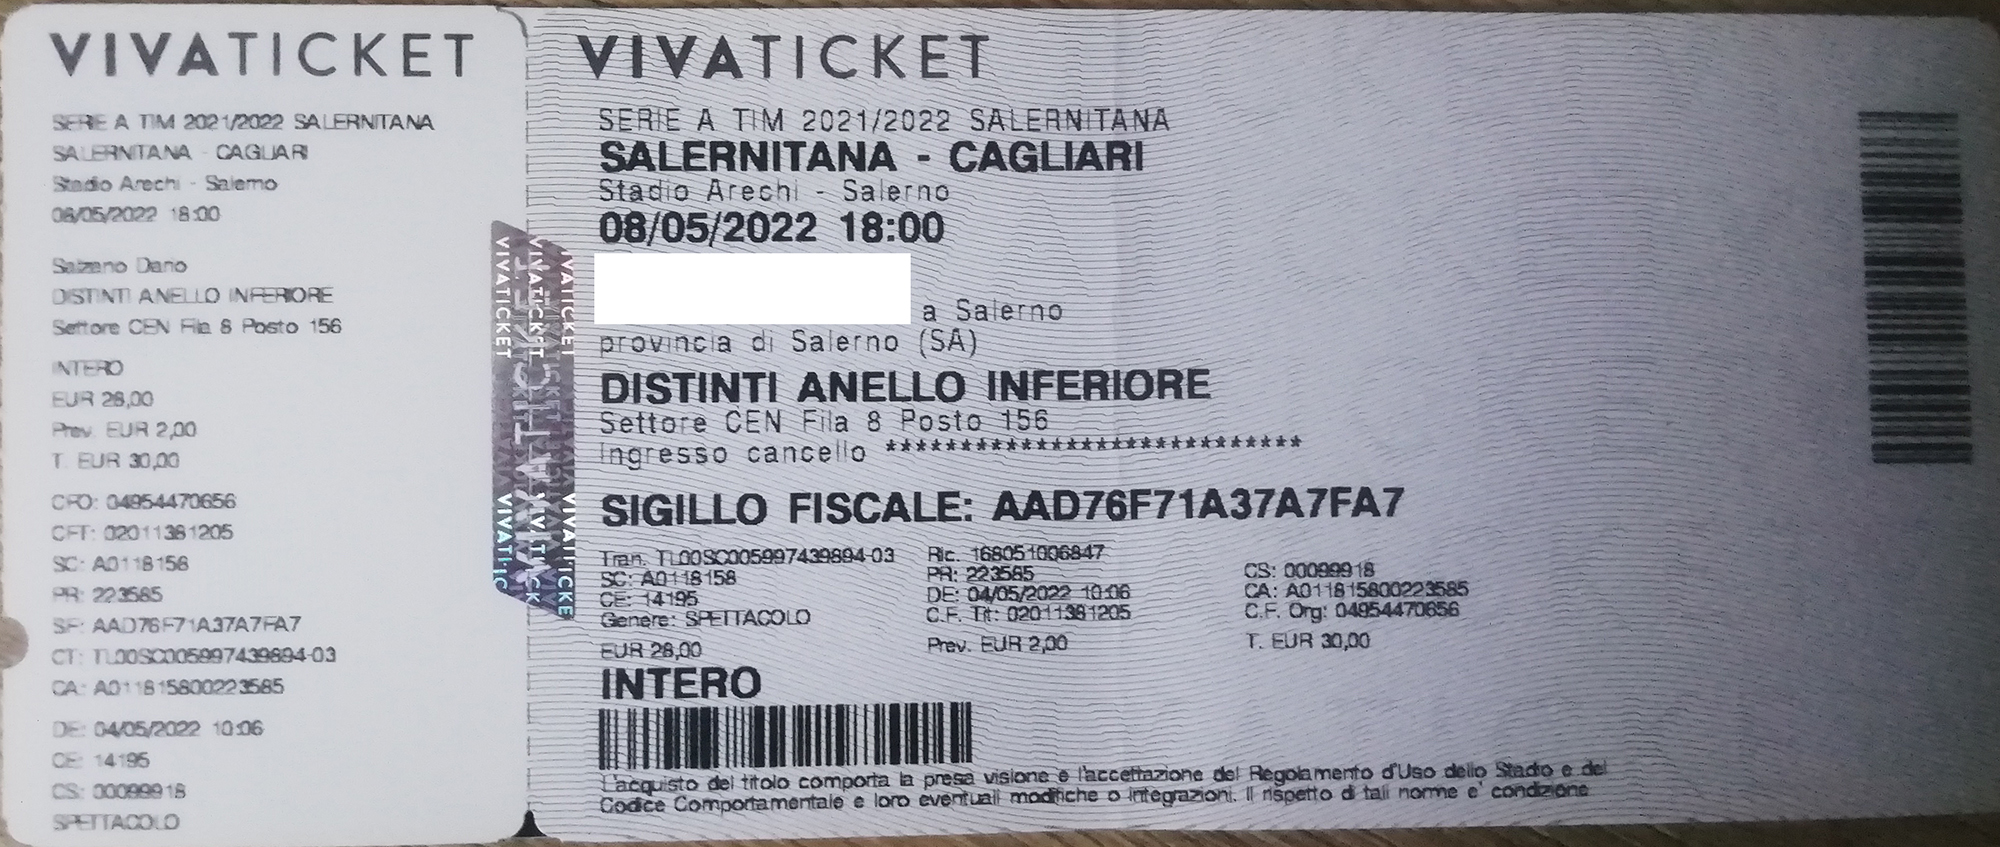 VIVATICKET
SERIE A TIM 2021/2022 SALERNITANA
SALERNITANA - CAGLIARI
Stadio Arechi - Salerno
08/05/2022 18:00
Salzano Dario
DISTINTI ANELLO INFERIORE
Settore CEN Fila 8 Posto 156
INTERO
EUR 28,00
Prev. EUR 2,00
T. EUR 30,00
CFO: 04954470656
CFT: 02011381205
SC: A0118158
PR: 223585
SF: AAD76F71A37A7FA7
CT: TL00SC005997439894-03
CA: A011815800223585
DE: 04/05/2022 10:06
CE: 14195
CS: 00099918
SPETTACOLO
VIVATICKET
SERIE A TIM 2021/2022 SALERNITANA
SALERNITANA - CAGLIARI
Stadio Arechi - Salerno
08/05/2022 18:00
a Salerno
provincia di Salerno (SA)
DISTINTI ANELLO INFERIORE
Settore CEN Fila 8 Posto 156
Ingresso cancello ****************************
SIGILLO FISCALE: AAD76F71A37A7FA7
Tran. TL00SC005997439894-03 Ric. 168051006847
SC: A0118158 PR: 223585 CS: 00099918
CE: 14195 DE: 04/05/2022 10:06 CA: A011815800223585
Genere: SPETTACOLO C.F. Tit: 02011381205 C.F. Org: 04954470656
EUR 28,00 Prev. EUR 2,00 T. EUR 30,00
INTERO
L'acquisto del titolo comporta la presa visione e l'accettazione del Regolamento d'Uso dello Stadio e del
Codice Comportamentale e loro eventuali modifiche o integrazioni. Il rispetto di tali norme e' condizione
VIVATICKET
VIVATICKET
VIVATICKET